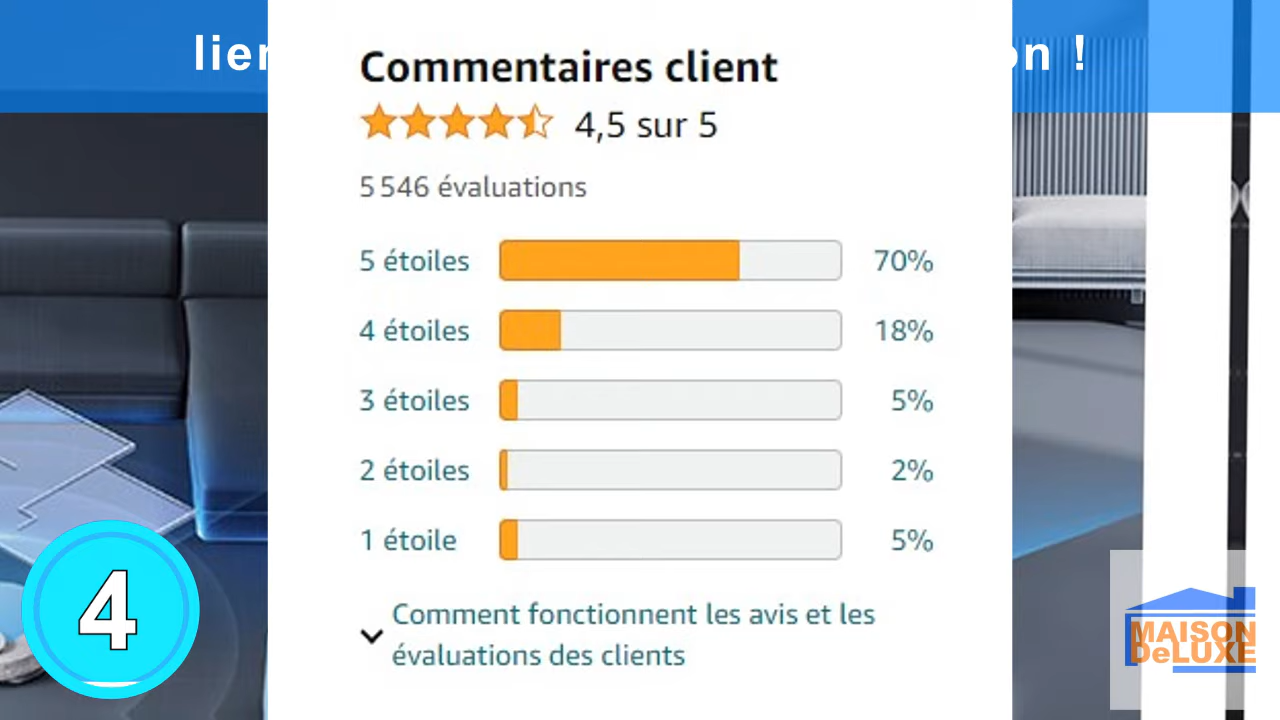 Commentaires client
4,5 sur 5
5 546 évaluations
5 étoiles 70%
4 étoiles 18%
3 étoiles 5%
2 étoiles 2%
1 étoile 5%
Comment fonctionnent les avis et les
évaluations des clients
4
MAISON
DeLUXE